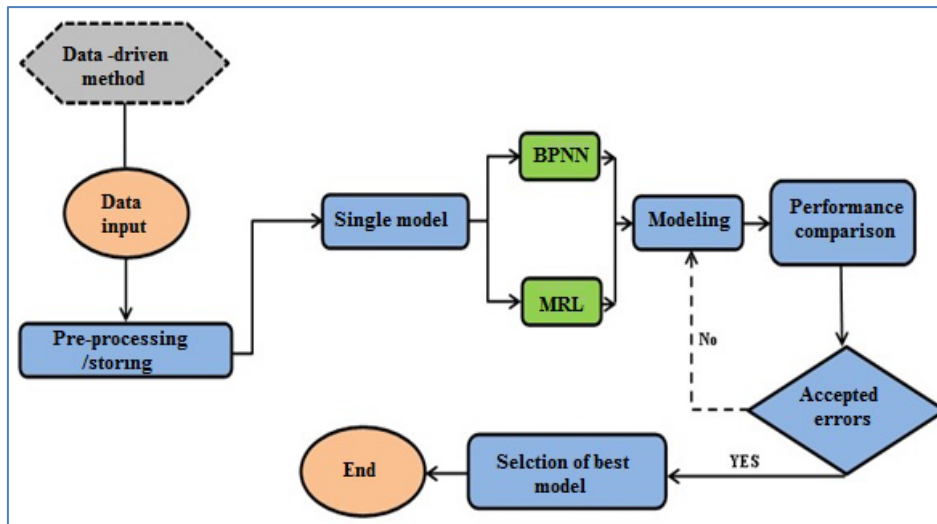 Data -driven
method
Data
input
Pre-processing
/storing
Single model
BPNN
MRL
Modeling
Performance
comparison
No
Accepted
errors
YES
Selction of best
model
End